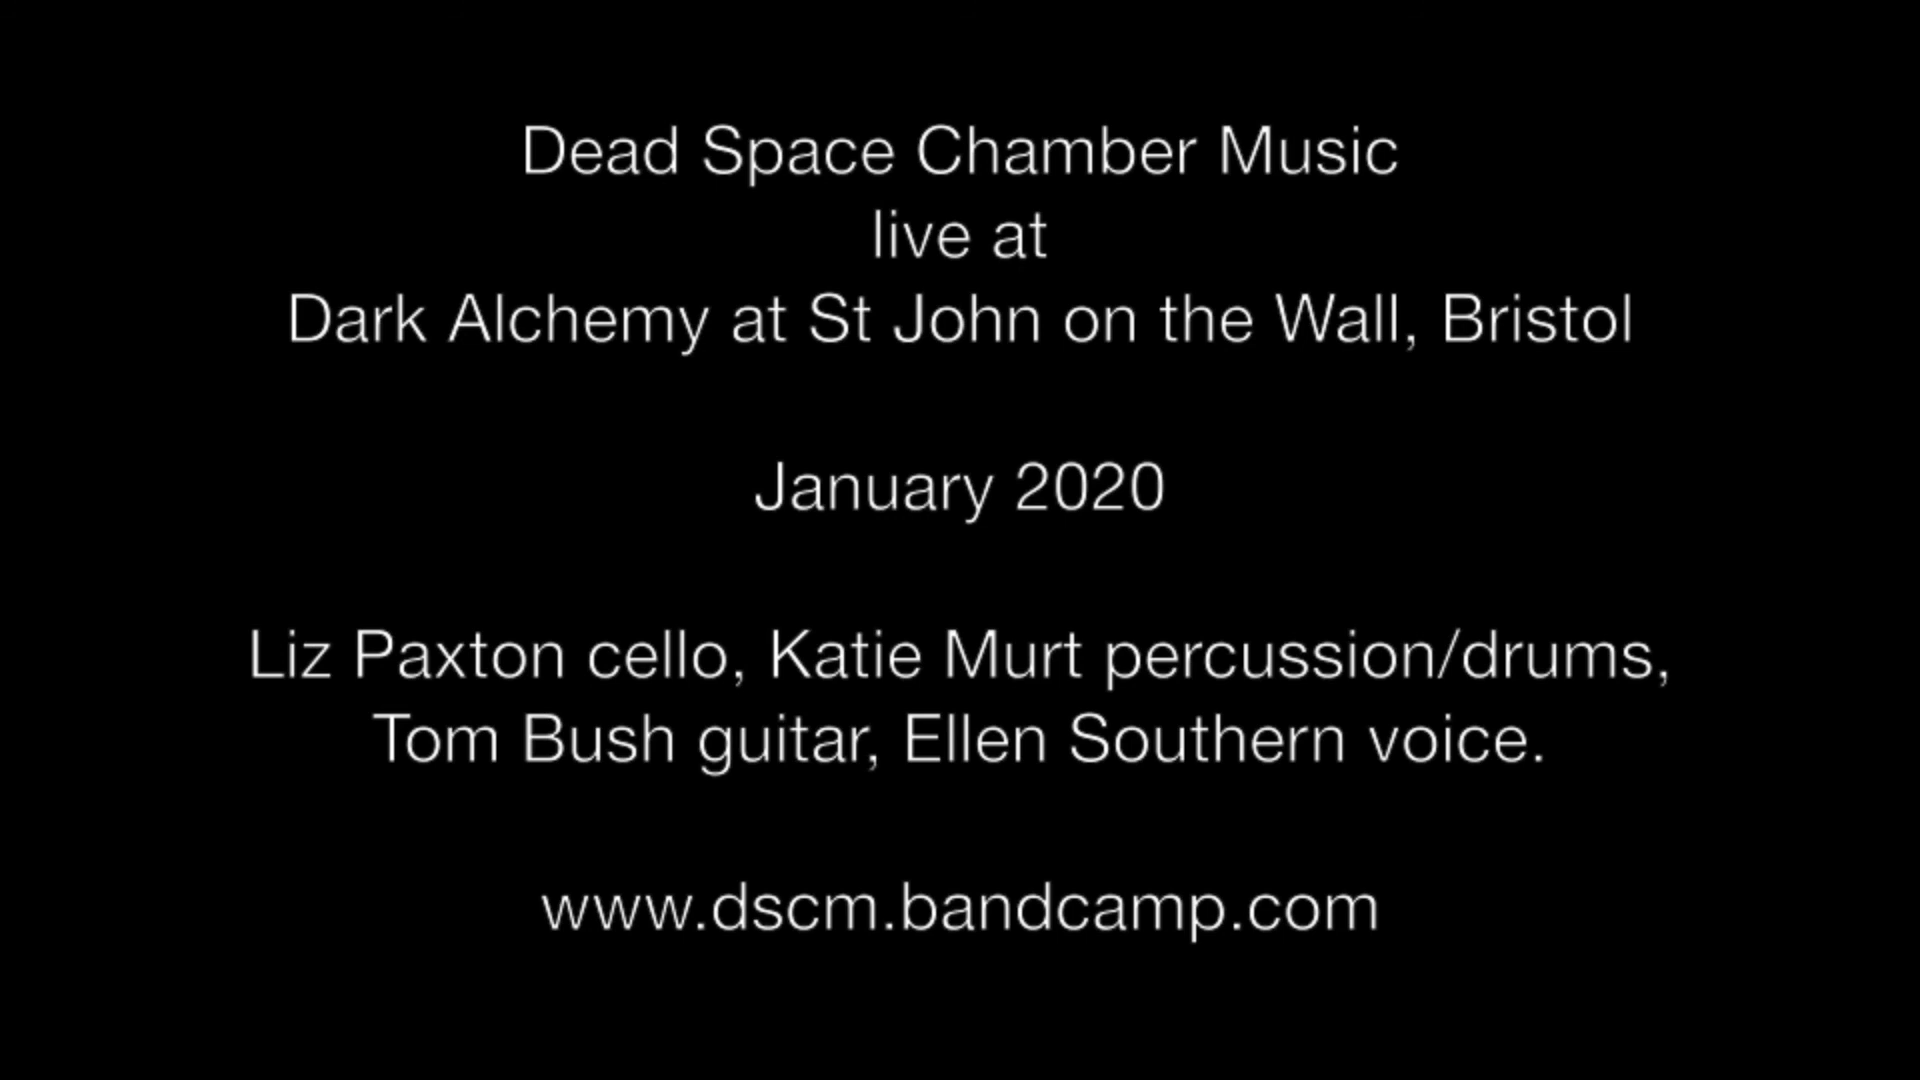 Dead Space Chamber Music
live at
Dark Alchemy at St John on the Wall, Bristol
January 2020
Liz Paxton cello, Katie Murt percussion/drums,
Tom Bush guitar, Ellen Southern voice.
www.dscm.bandcamp.com